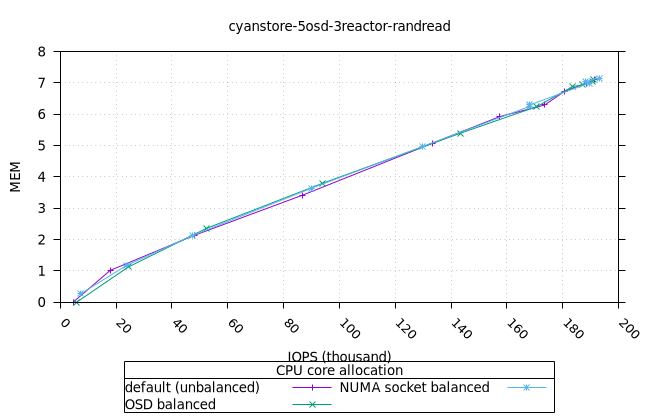 cyanstore-5osd-3reactor-randread
8
7
6
5
4
3
2
1
0
MEM
0 20 40 60 80 100 120 140 160 180 200
IOPS (thousand)
CPU core allocation
default (unbalanced) NUMA socket balanced
OSD balanced